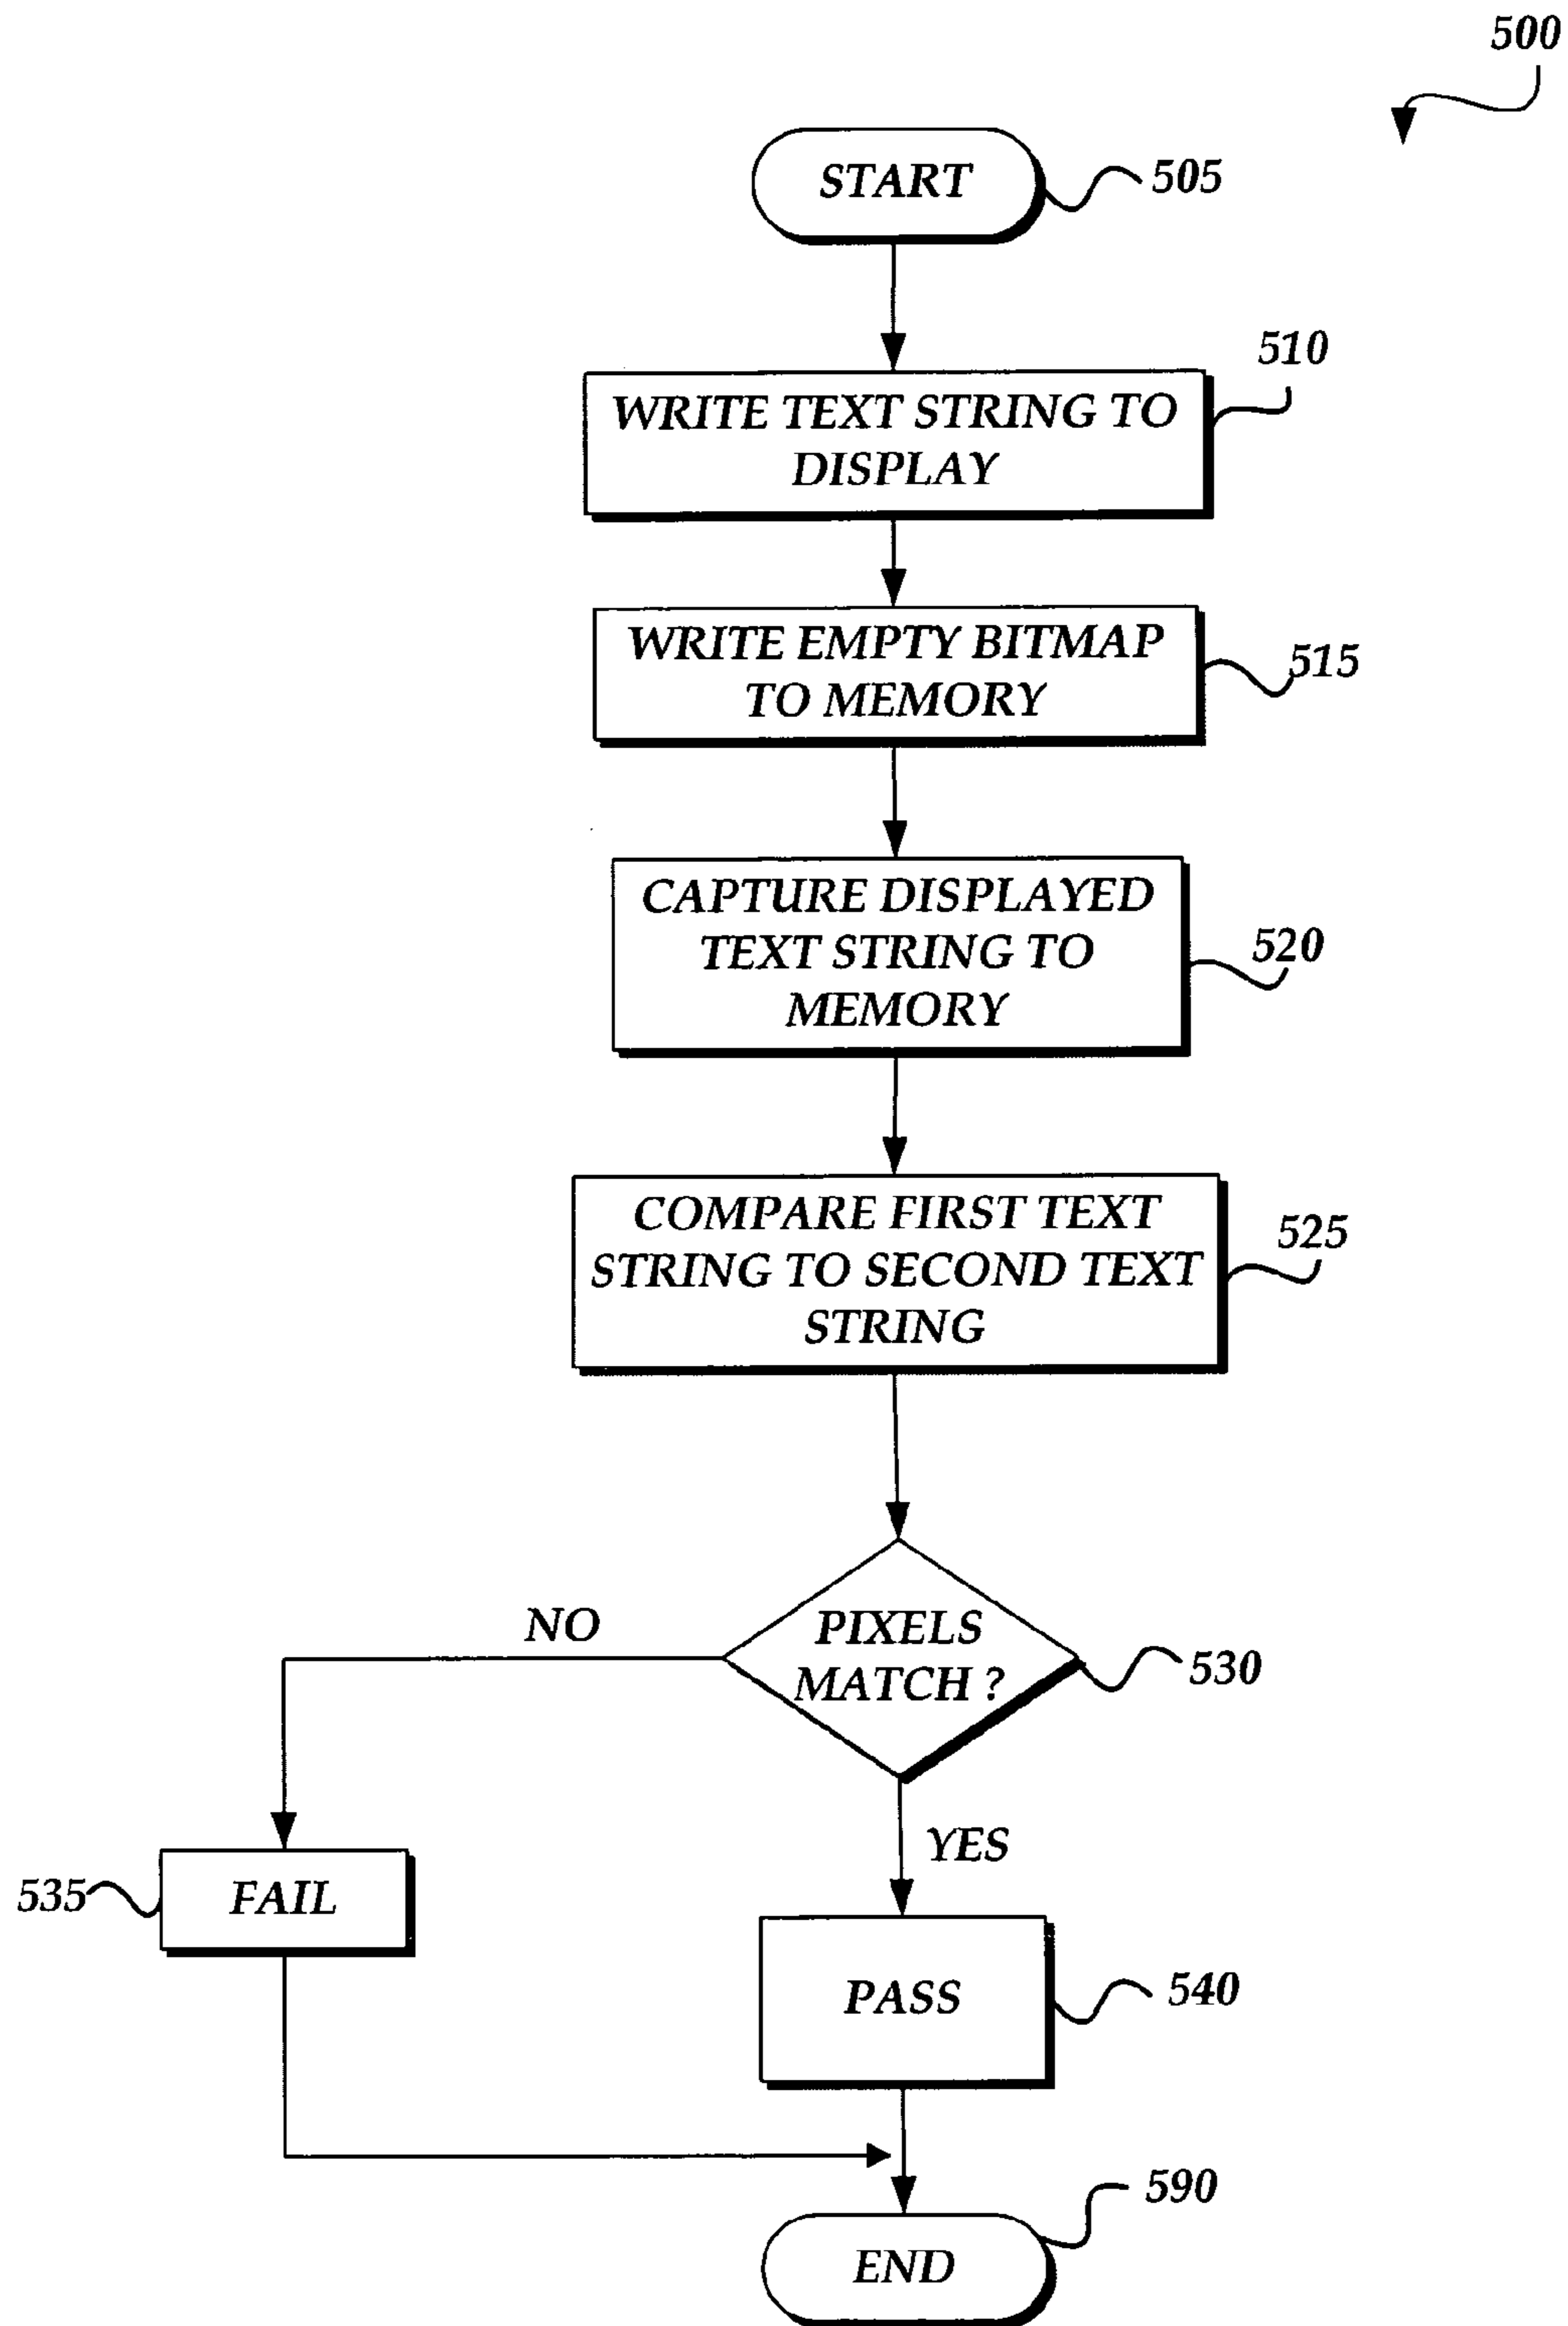 500
START
505
510
WRITE TEXT STRING TO
DISPLAY
WRITE EMPTY BITMAP
TO MEMORY
515
CAPTURE DISPLAYED
TEXT STRING TO
MEMORY
520
COMPARE FIRST TEXT
STRING TO SECOND TEXT
STRING
525
NO
PIXELS
MATCH ?
530
YES
535
FAIL
PASS
540
590
END